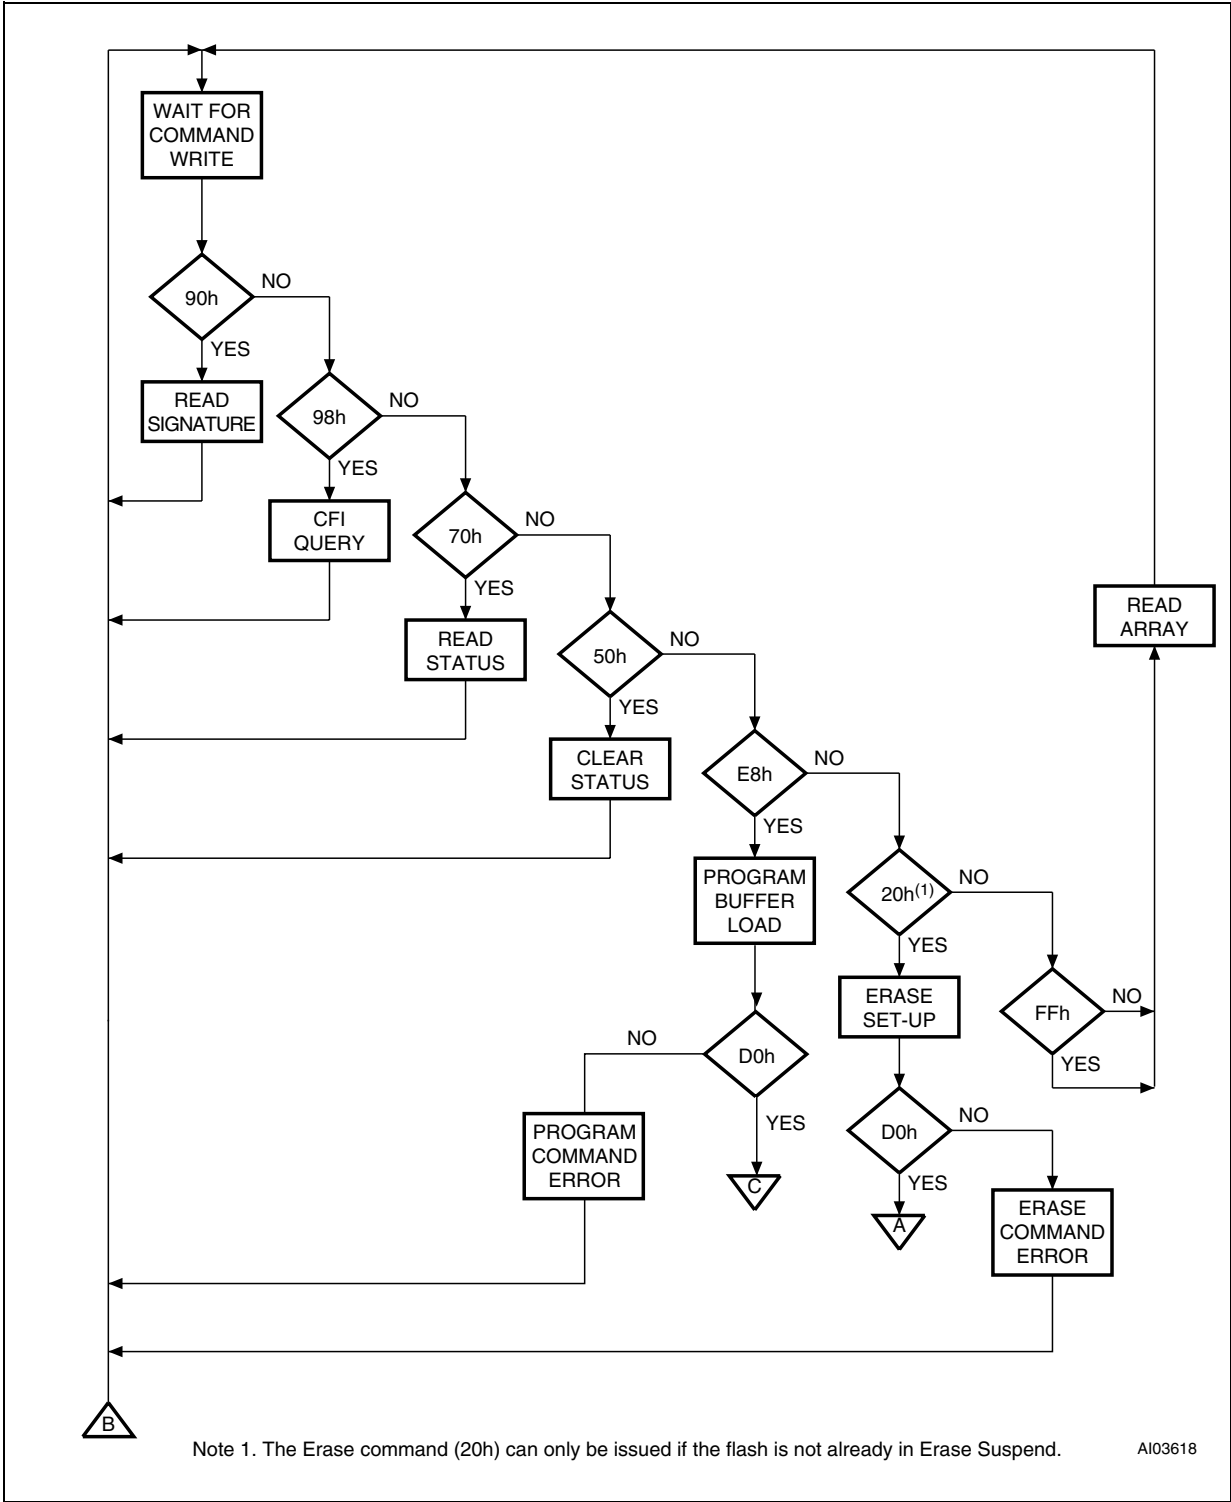 WAIT FOR
COMMAND
WRITE
90h
NO
YES
READ
SIGNATURE
98h
NO
YES
CFI
QUERY
70h
NO
YES
READ
STATUS
50h
NO
YES
CLEAR
STATUS
READ
ARRAY
E8h
NO
YES
PROGRAM
BUFFER
LOAD
20h(1)
NO
YES
ERASE
SET-UP
FFh
NO
YES
D0h
NO
YES
PROGRAM
COMMAND
ERROR
C
D0h
NO
YES
A
ERASE
COMMAND
ERROR
B
Note 1. The Erase command (20h) can only be issued if the flash is not already in Erase Suspend.
AI03618